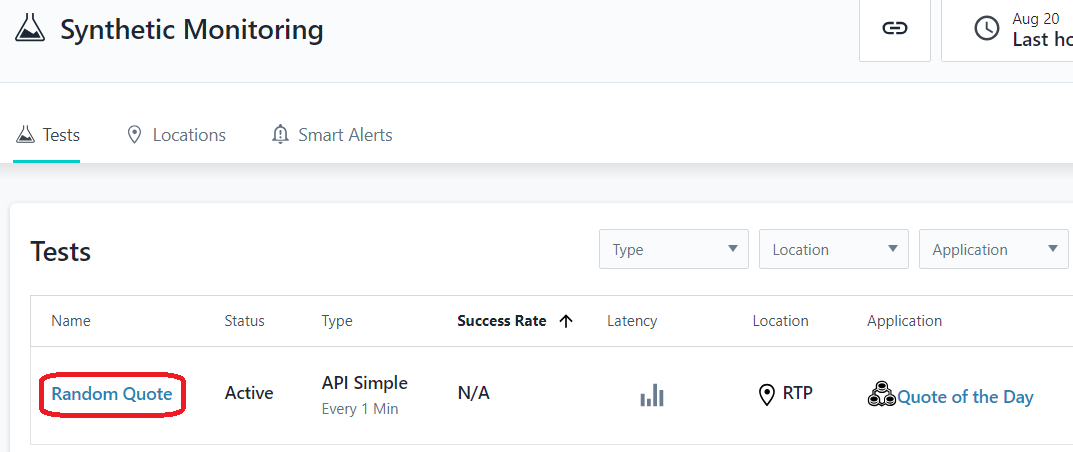 Synthetic Monitoring
Aug 20
Last ho
Tests
Locations
Smart Alerts
Tests
Type
Location
Application
Name
Status
Type
Success Rate
Latency
Location
Application
Random Quote
Active
API Simple
Every 1 Min
N/A
RTP
Quote of the Day